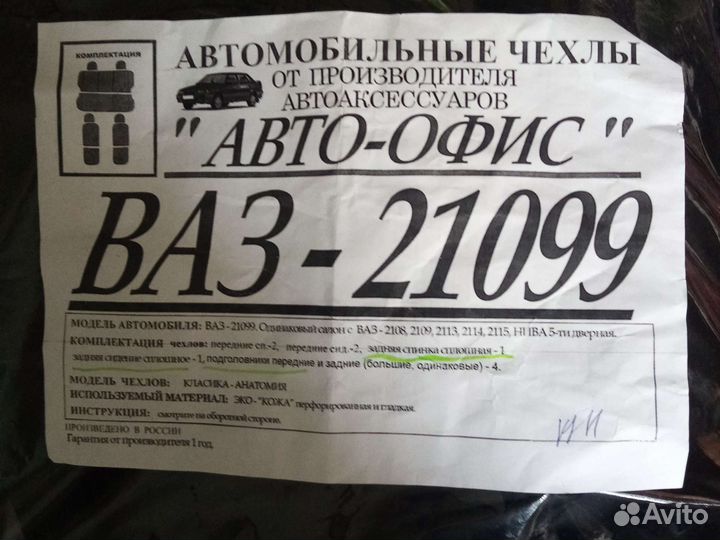 КОМПЛЕКТАЦИЯ
АВТОМОБИЛЬНЫЕ ЧЕХЛЫ
ОТ ПРОИЗВОДИТЕЛЯ
АВТОАКСЕССУАРОВ
"АВТО-ОФИС"
ВАЗ-21099
МОДЕЛЬ АВТОМОБИЛЯ: ВАЗ - 21099. Одинаковый салон с ВАЗ - 2108, 2109, 2113, 2114, 2115, НИВА 5-ти дверная.
КОМПЛЕКТАЦИЯ чехлов: передние сп.-2, передние сид.-2, задняя спинка сплошная - 1
задняя сидение сплошное - 1, подголовники передние и задние (большие, одинаковые) - 4.
МОДЕЛЬ ЧЕХЛОВ: КЛАСИКА - АНАТОМИЯ
ИСПОЛЬЗУЕМЫЙ МАТЕРИАЛ: ЭКО - "КОЖА" перфорированная и гладкая.
ИНСТРУКЦИЯ: смотрите на оборотной стороне.
ПРОИЗВЕДЕНО В РОССИИ
Гарантия от производителя 1 год.
Avito